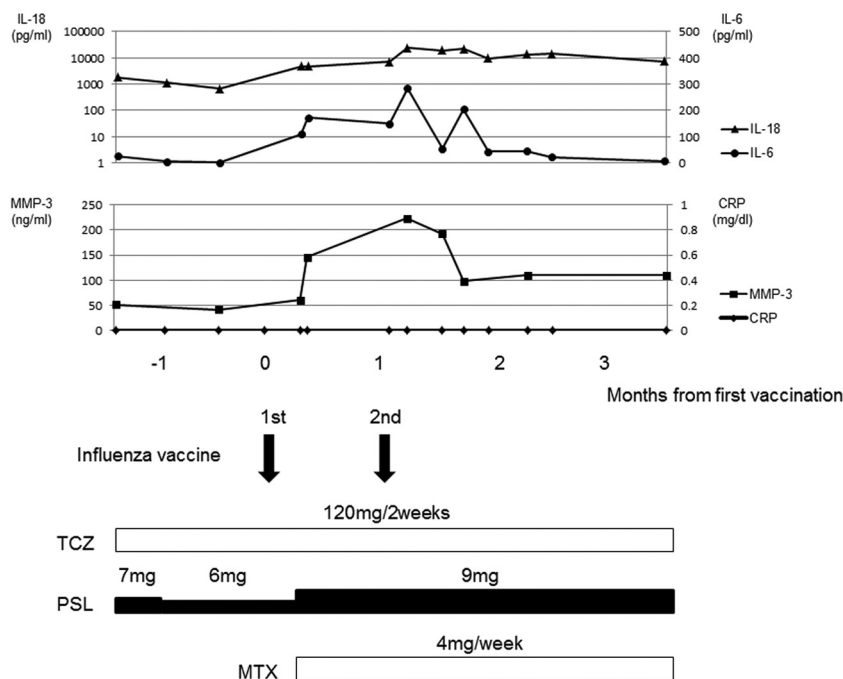 IL-18 IL-6
(pg/ml) (pg/ml)
100000 500
10000 400
1000 300
100 200
10 100
1 0
IL-18
IL-6
MMP-3 CRP
(ng/ml) (mg/dl)
250 1
200 0.8
150 0.6
100 0.4
50 0.2
0 0
MMP-3
CRP
-1 0 1 2 3
Months from first vaccination
1st 2nd
Influenza vaccine
120mg/2weeks
TCZ
7mg 6mg 9mg
PSL
4mg/week
MTX